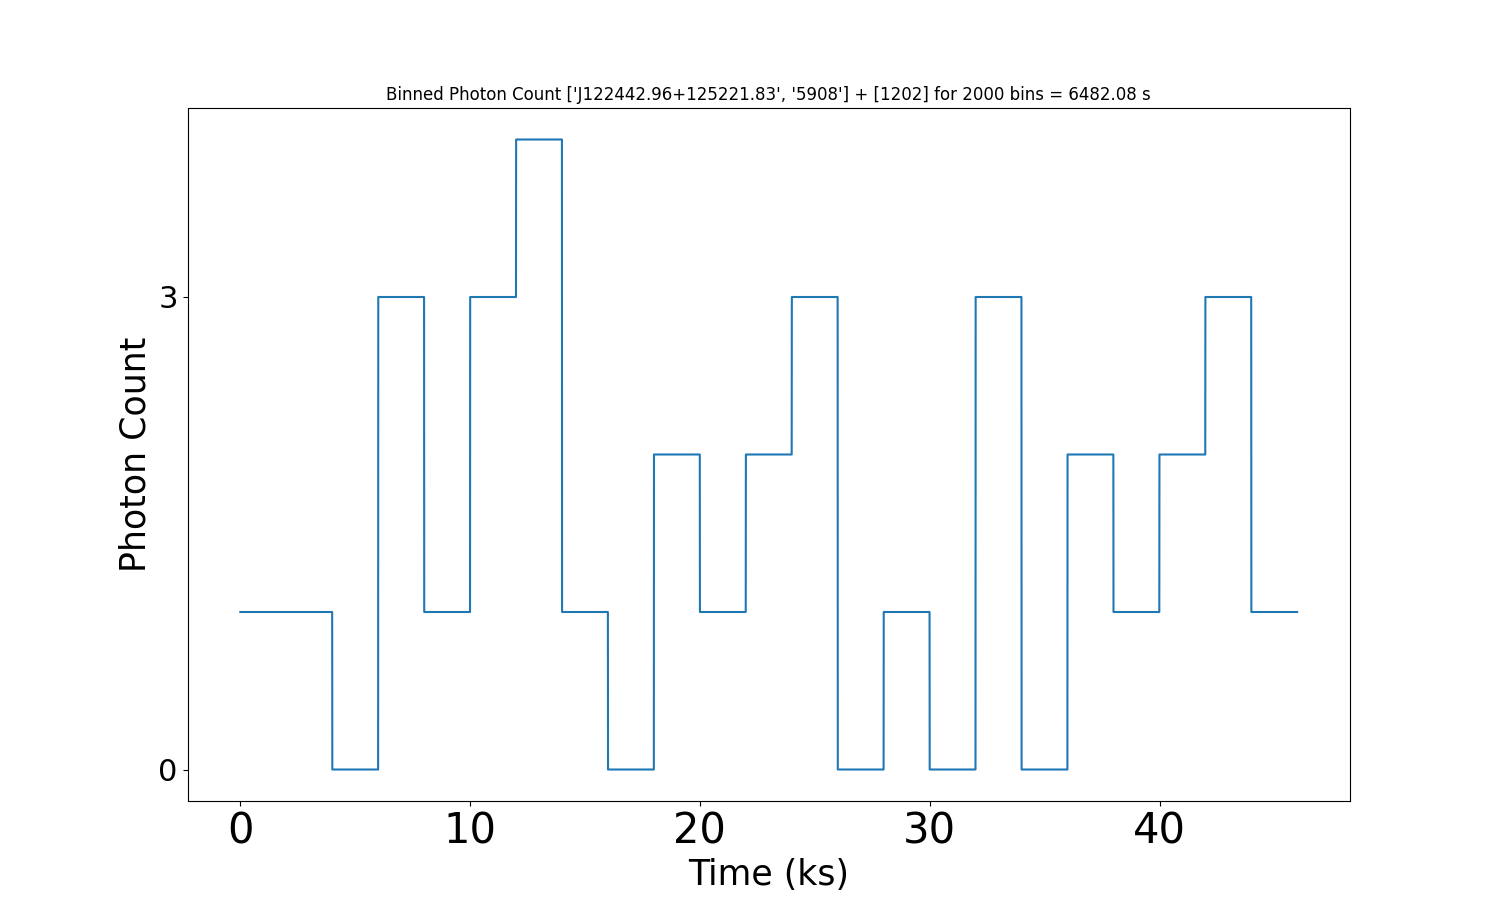 Binned Photon Count ['J122442.96+125221.83', '5908'] + [1202] for 2000 bins = 6482.08 s
3
0
Photon Count
0 10 20 30 40
Time (ks)